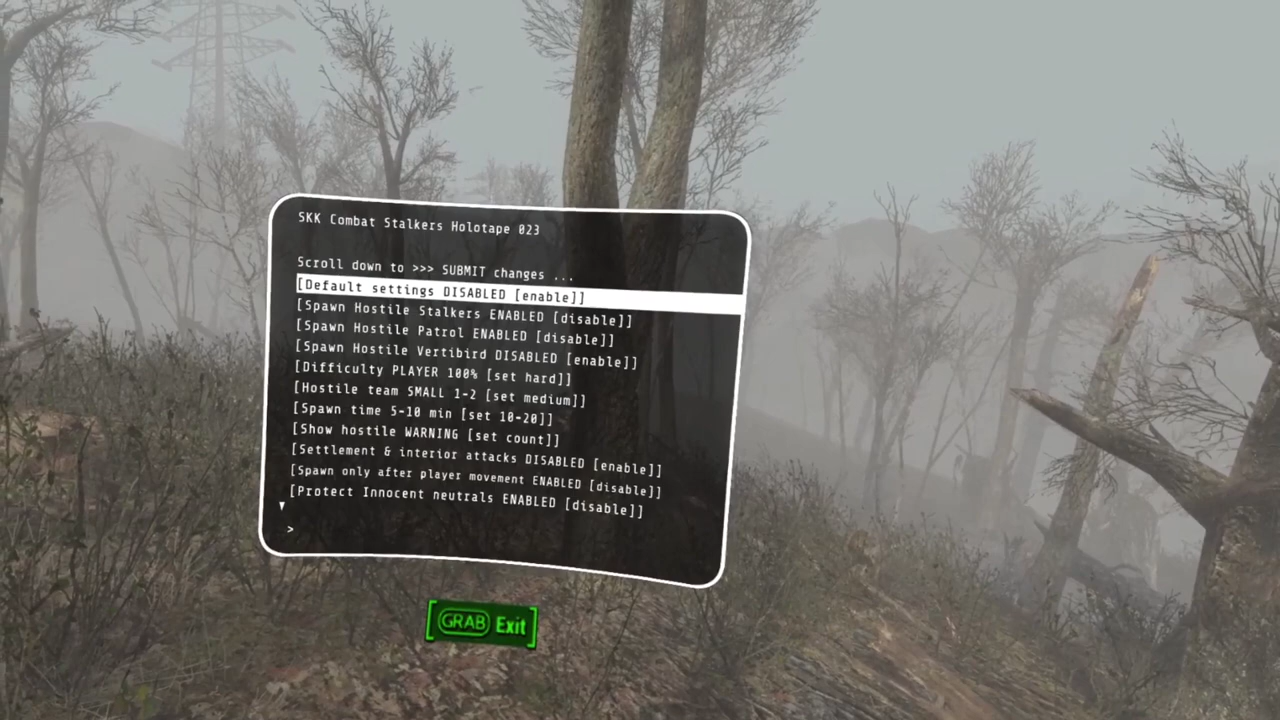 SKK Combat Stalkers Holotape 023
Scroll down to >>> SUBMIT changes ...
[Default settings DISABLED [enable]]
[Spawn Hostile Stalkers ENABLED [disable]]
[Spawn Hostile Patrol ENABLED [disable]]
[Spawn Hostile Vertibird DISABLED [enable]]
[Difficulty PLAYER 100% [set hard]]
[Hostile team SMALL 1-2 [set medium]]
[Spawn time 5-10 min [set 10-20]]
[Show hostile WARNING [set count]]
[Settlement & interior attacks DISABLED [enable]]
[Spawn only after player movement ENABLED [disable]]
[Protect Innocent neutrals ENABLED [disable]]
>
GRAB Exit